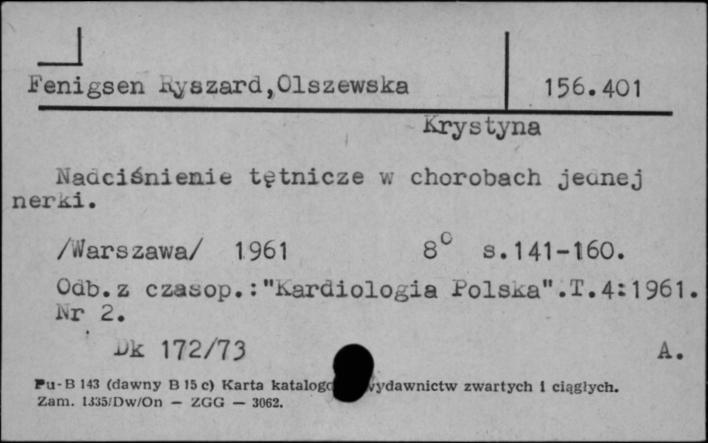 Fenigsen Ryszard,Olszewska 156.401
Krystyna
Nadciśnienie tętnicze w chorobach jednej
nerki.
/Warszawa/ 1961 8° s.141-160.
Odb.z czasop.:"Kardiologia Polska".T.4:1961.
Nr 2.
Dk 172/73 A.
Pu-B 143 (dawny B 15 c) Karta wydawnictw zwartych i ciągłych.
Zam. 1335/Dw/On — ZGG — 3062.